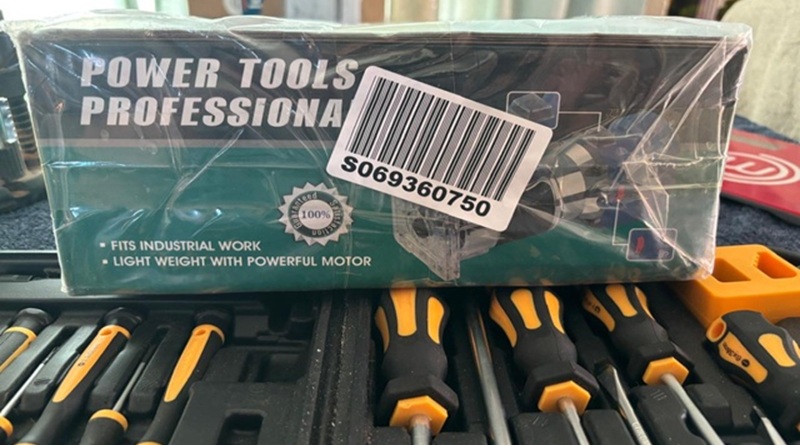 POWER TOOLS
PROFESSIONA
S069360750
100%
▪ FITS INDUSTRIAL WORK
▪ LIGHT WEIGHT WITH POWERFUL MOTOR